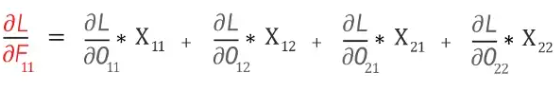 ∂L/∂F₁₁ = ∂L/∂O₁₁ * X₁₁ + ∂L/∂O₁₂ * X₁₂ + ∂L/∂O₂₁ * X₂₁ + ∂L/∂O₂₂ * X₂₂